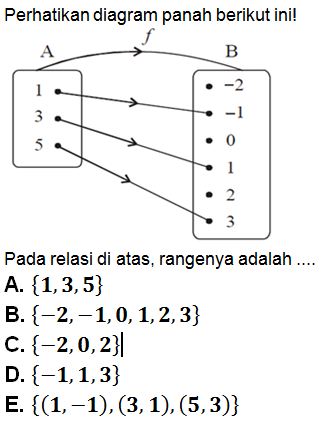 Perhatikan diagram panah berikut ini!
f
A B
1
3
5
−2
−1
0
1
2
3
Pada relasi di atas, rangenya adalah ....
A. {1, 3, 5}
B. {−2, −1, 0, 1, 2, 3}
C. {−2, 0, 2}
D. {−1, 1, 3}
E. {(1, −1), (3, 1), (5, 3)}